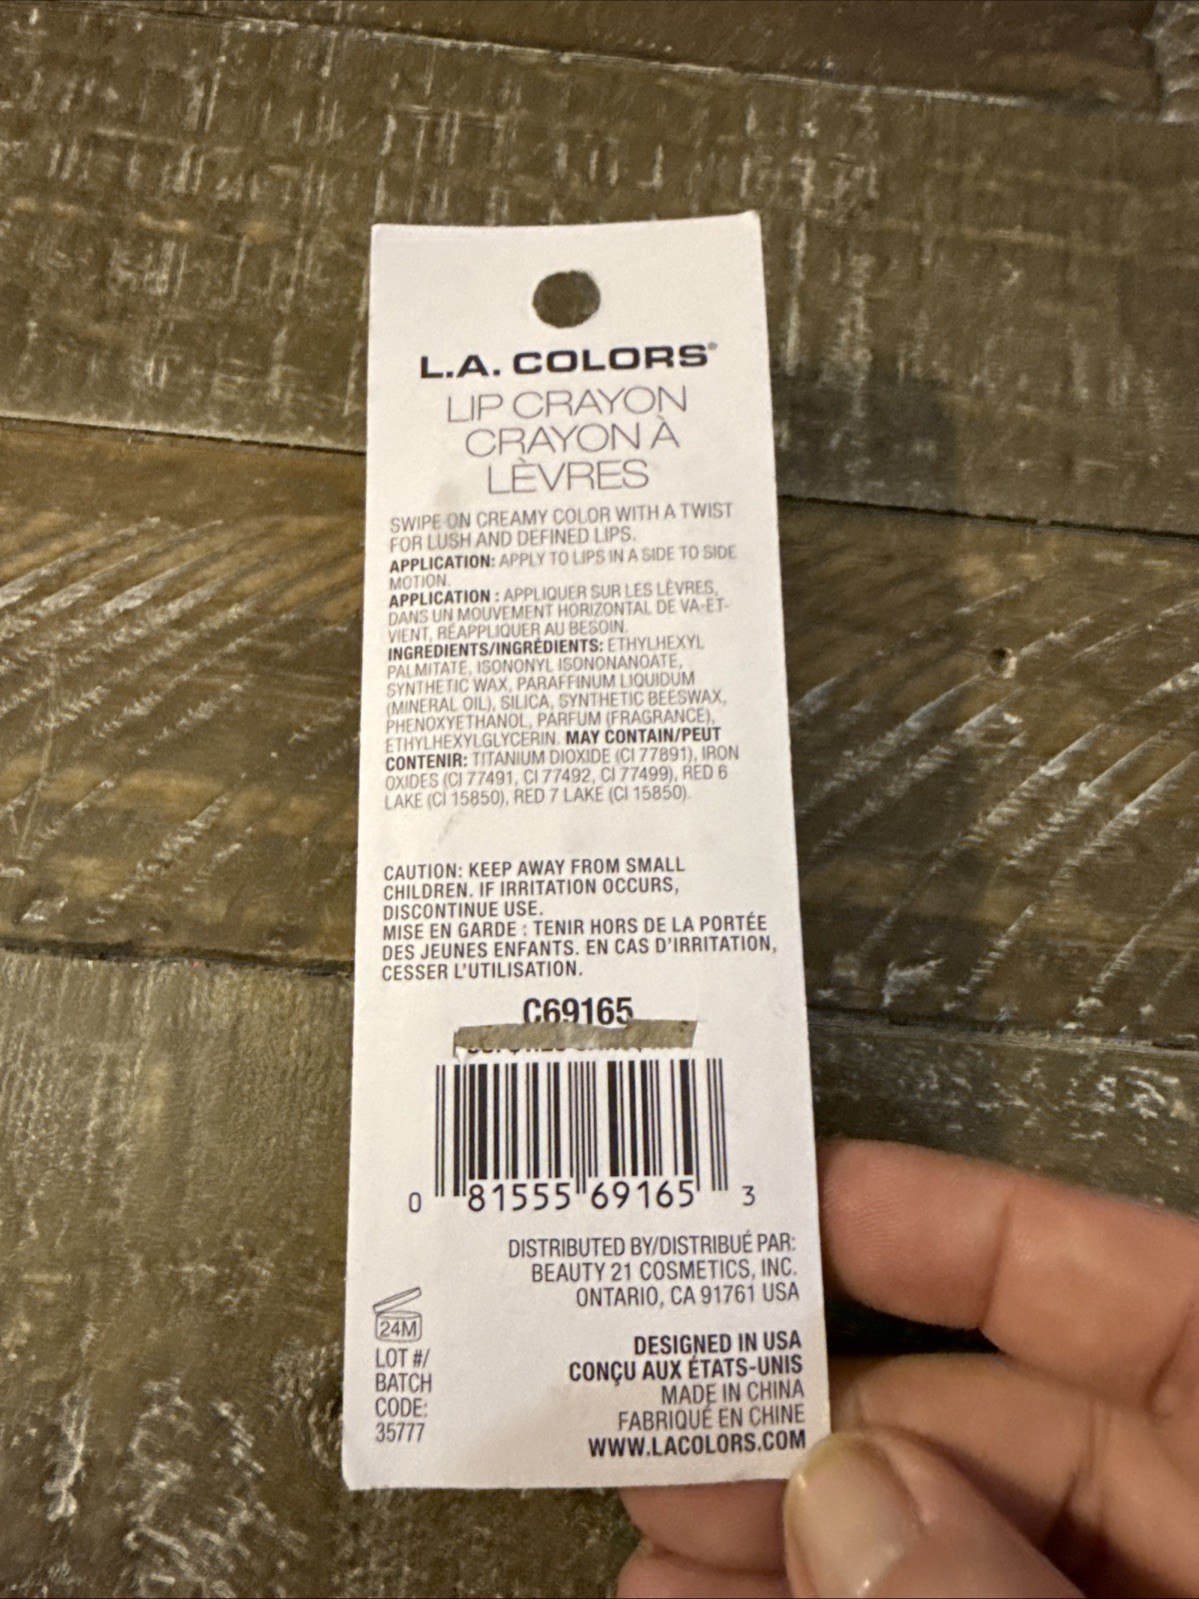 L.A. COLORS®
LIP CRAYON
CRAYON À
LÈVRES
SWIPE-ON CREAMY COLOR WITH A TWIST
FOR LUSH AND DEFINED LIPS.
APPLICATION: APPLY TO LIPS IN A SIDE TO SIDE
MOTION.
APPLICATION : APPLIQUER SUR LES LÈVRES,
DANS UN MOUVEMENT HORIZONTAL DE VA-ET-
VIENT, RÉAPPLIQUER AU BESOIN.
INGREDIENTS/INGRÉDIENTS: ETHYLHEXYL
PALMITATE, ISONONYL ISONONANOATE,
SYNTHETIC WAX, PARAFFINUM LIQUIDUM
(MINERAL OIL), SILICA, SYNTHETIC BEESWAX,
PHENOXYETHANOL, PARFUM (FRAGRANCE),
ETHYLHEXYLGLYCERIN. MAY CONTAIN/PEUT
CONTENIR: TITANIUM DIOXIDE (CI 77891), IRON
OXIDES (CI 77491, CI 77492, CI 77499), RED 6
LAKE (CI 15850), RED 7 LAKE (CI 15850).
CAUTION: KEEP AWAY FROM SMALL
CHILDREN. IF IRRITATION OCCURS,
DISCONTINUE USE.
MISE EN GARDE : TENIR HORS DE LA PORTÉE
DES JEUNES ENFANTS. EN CAS D'IRRITATION,
CESSER L'UTILISATION.
C69165
0 81555 69165 3
DISTRIBUTED BY/DISTRIBUÉ PAR:
BEAUTY 21 COSMETICS, INC.
ONTARIO, CA 91761 USA
24M
LOT #/
BATCH
CODE:
35777
DESIGNED IN USA
CONÇU AUX ÉTATS-UNIS
MADE IN CHINA
FABRIQUÉ EN CHINE
WWW.LACOLORS.COM